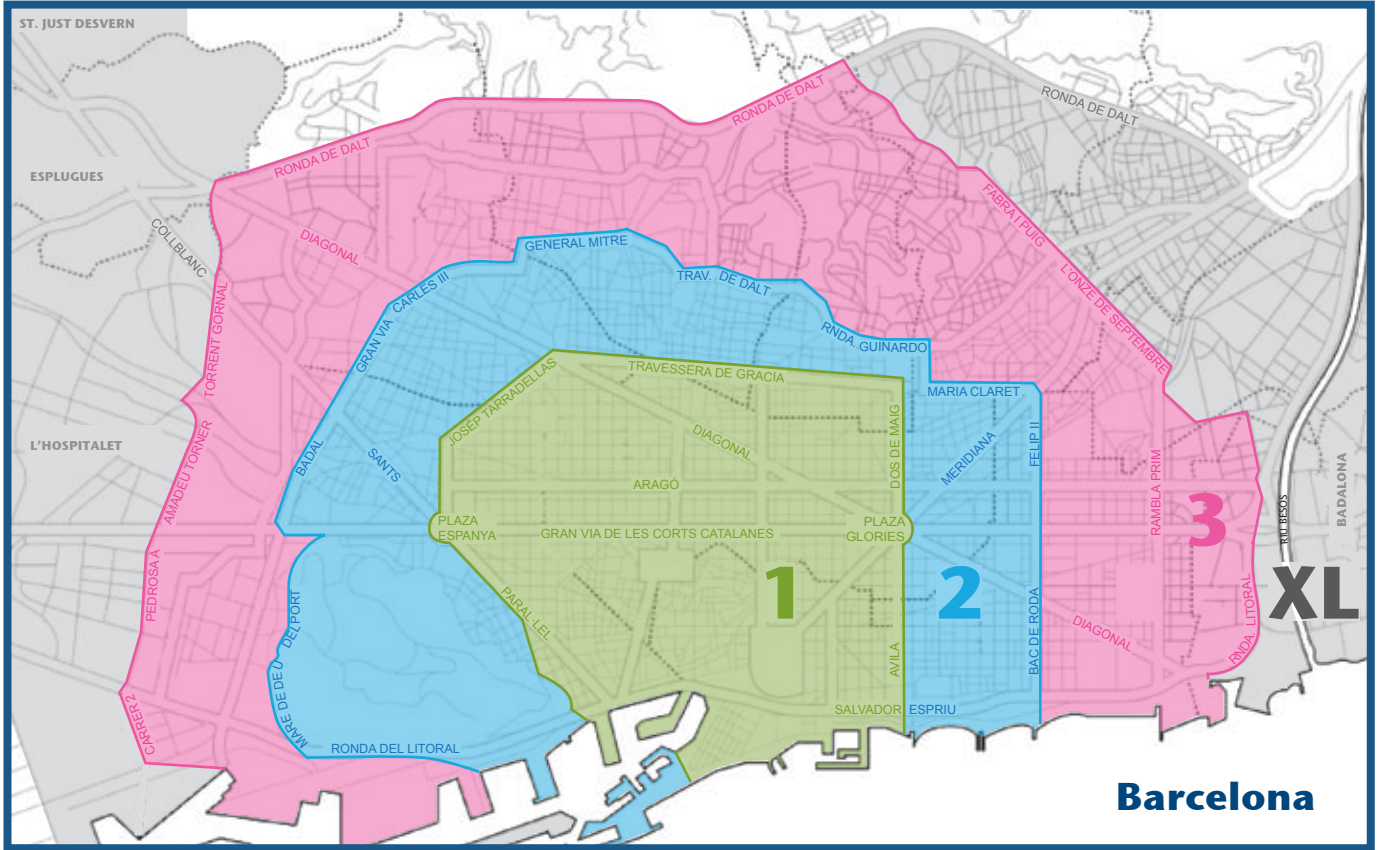 ST. JUST DESVERN
RONDA DE DALT
RONDA DE DALT
RONDA DE DALT
ESPLUGUES
COLLBLANC
DIAGONAL
GENERAL MITRE
FABRA I PUIG
GRAN VIA CARLES III
TRAV. DE DALT
L'ONZE DE SEPTEMBRE
TORRENT GORNAL
RNDA. GUINARDO
JOSEP TARRADELLAS
TRAVESSERA DE GRACIA
MARIA CLARET
L'HOSPITALET
AMADEU TORNER
BADAL
SANTS
DIAGONAL
DOS DE MAIG
MERIDIANA
FELIP II
RAMBLA PRIM
ARAGÓ
3
BADALONA
RIU BESOS
PLAZA
ESPANYA
GRAN VIA DE LES CORTS CATALANES
PLAZA
GLORIES
PEDROSA A
MARE DE DEU DEL PORT
PARAL·LEL
1
2
XL
BAC DE RODA
DIAGONAL
RNDA. LITORAL
AVILA
CARRER 2
SALVADOR ESPRIU
RONDA DEL LITORAL
Barcelona